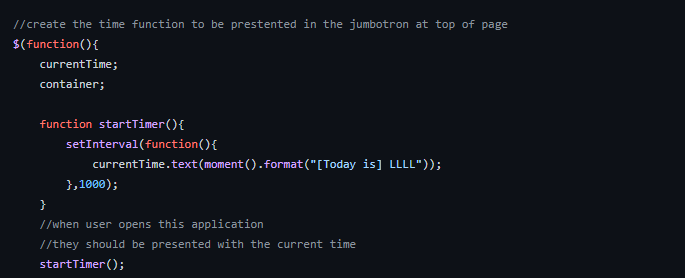 //create the time function to be prestented in the jumbotron at top of page
$(function(){
currentTime;
container;
function startTimer(){
setInterval(function(){
currentTime.text(moment().format("[Today is] LLLL"));
},1000);
}
//when user opens this application
//they should be presented with the current time
startTimer();